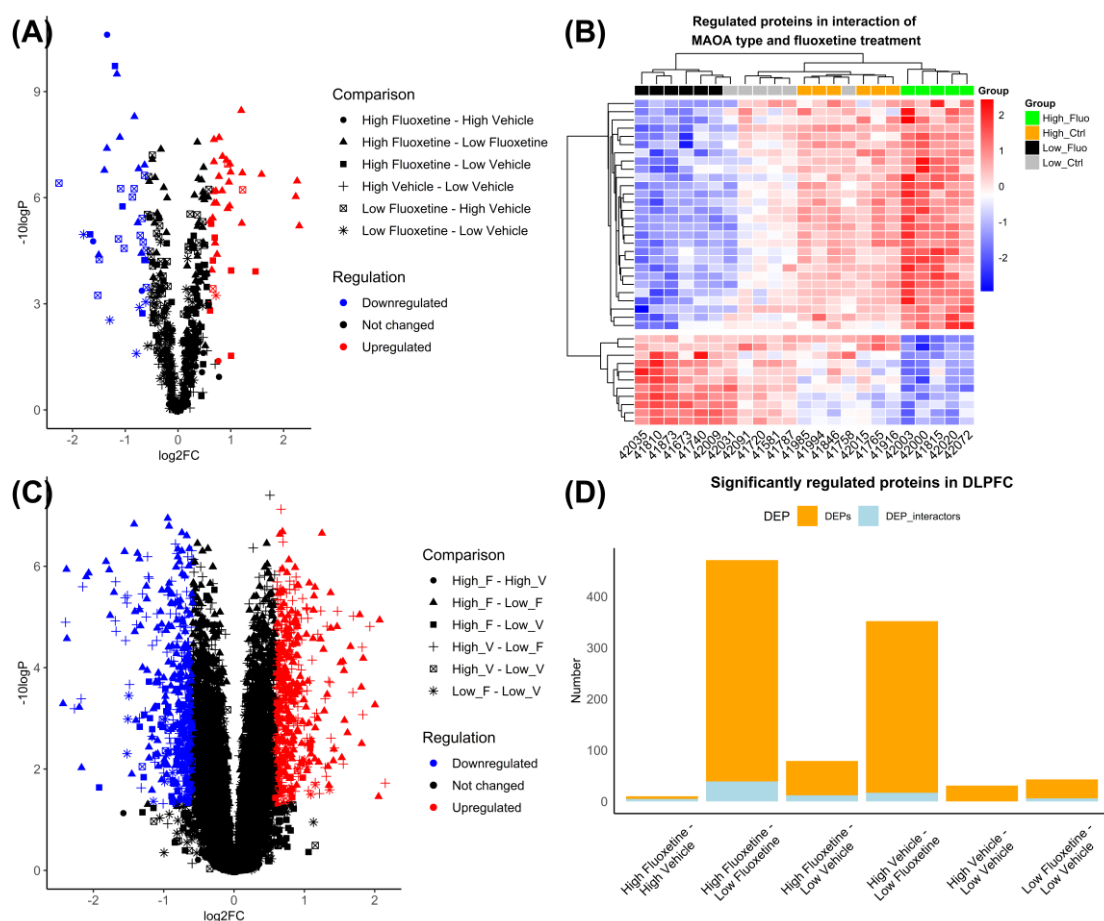 (A)
-10logP
9
6
3
0
-2
-1
0
1
2
log2FC
Comparison
High Fluoxetine - High Vehicle
High Fluoxetine - Low Fluoxetine
High Fluoxetine - Low Vehicle
High Vehicle - Low Vehicle
Low Fluoxetine - High Vehicle
Low Fluoxetine - Low Vehicle
Regulation
Downregulated
Not changed
Upregulated
(B)
Regulated proteins in interaction of
MAOA type and fluoxetine treatment
Group
2
1
0
-1
-2
Group
High_Fluo
High_Ctrl
Low_Fluo
Low_Ctrl
42035
41810
41873
41673
41740
42009
42031
42091
41720
41581
41787
41985
41994
41846
41758
42015
41765
41916
42003
42000
41815
42020
42072
(C)
-10logP
6
4
2
0
-2
-1
0
1
2
log2FC
Comparison
High_F - High_V
High_F - Low_F
High_F - Low_V
High_V - Low_F
High_V - Low_V
Low_F - Low_V
Regulation
Downregulated
Not changed
Upregulated
(D)
Significantly regulated proteins in DLPFC
DEP
DEPs
DEP_interactors
Number
400
300
200
100
0
High Fluoxetine -
High Vehicle
High Fluoxetine -
Low Fluoxetine
High Fluoxetine -
Low Vehicle
High Vehicle -
Low Fluoxetine
High Vehicle -
Low Vehicle
Low Fluoxetine -
Low Vehicle